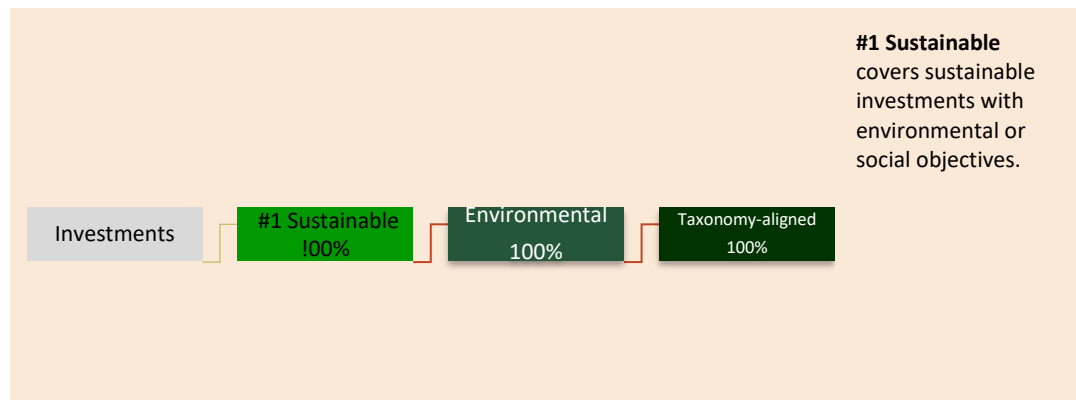 #1 Sustainable
covers sustainable
investments with
environmental or
social objectives.
Investments
#1 Sustainable
!00%
Environmental
100%
Taxonomy-aligned
100%